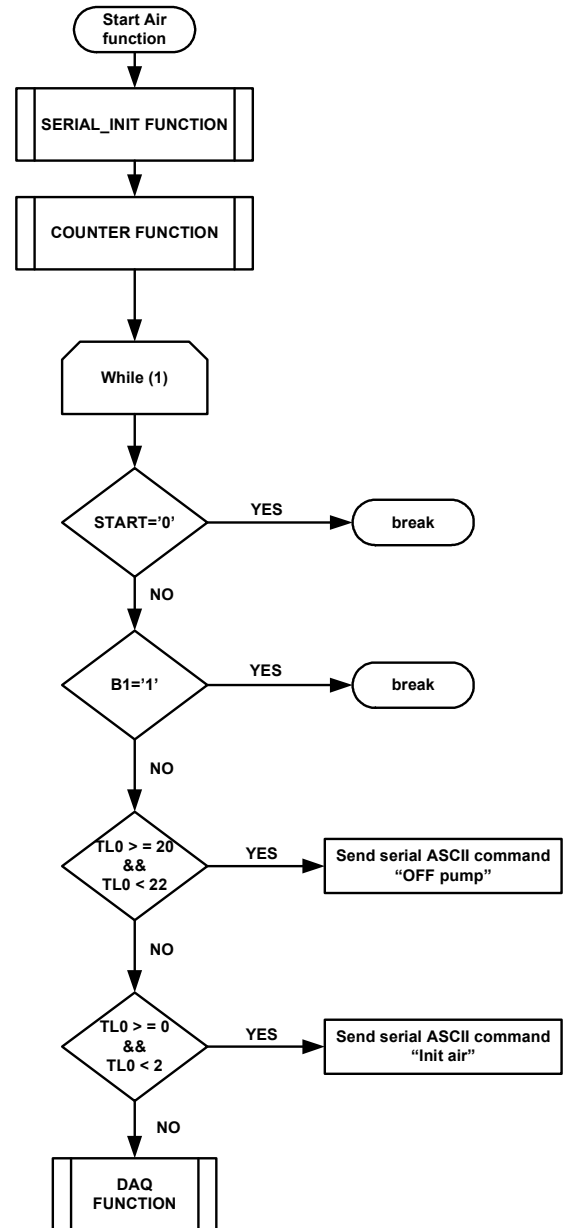 Start Air
function
SERIAL_INIT FUNCTION
COUNTER FUNCTION
While (1)
START='0'
YES
break
NO
B1='1'
YES
break
NO
TL0 > = 20
&&
TL0 < 22
YES
Send serial ASCII command
“OFF pump”
NO
TL0 > = 0
&&
TL0 < 2
YES
Send serial ASCII command
“Init air”
NO
DAQ
FUNCTION